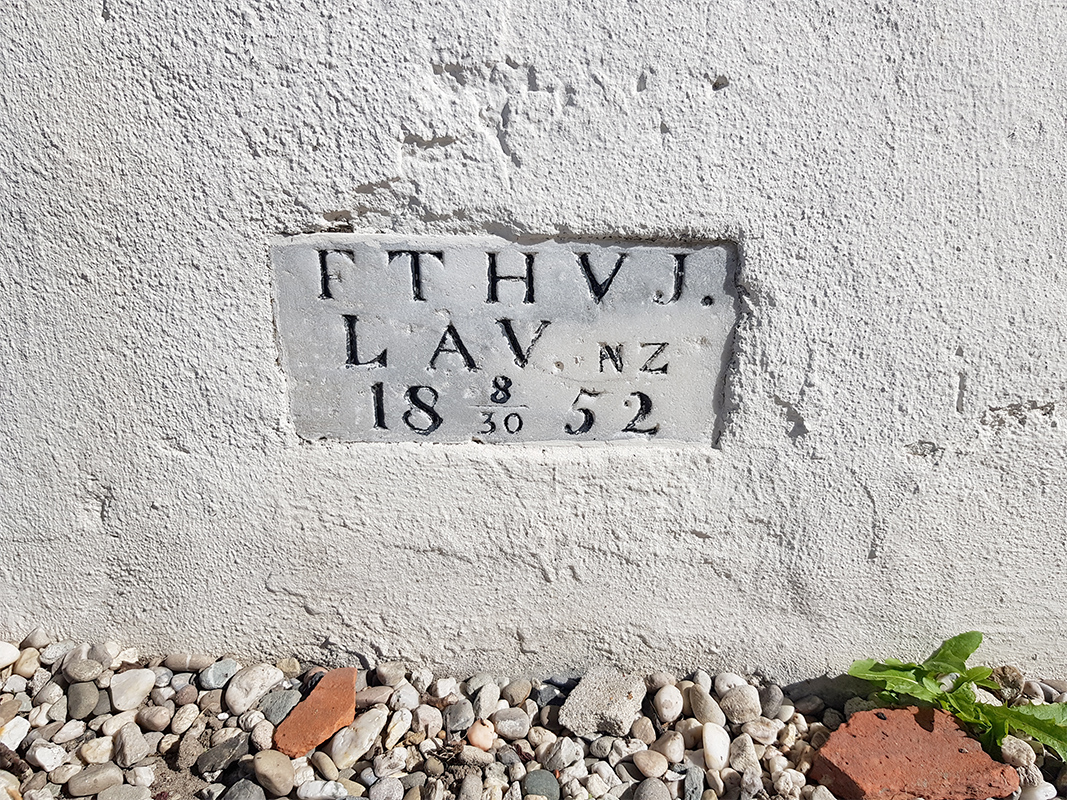 F T H V J.
L A V. NZ
18 8/30 52